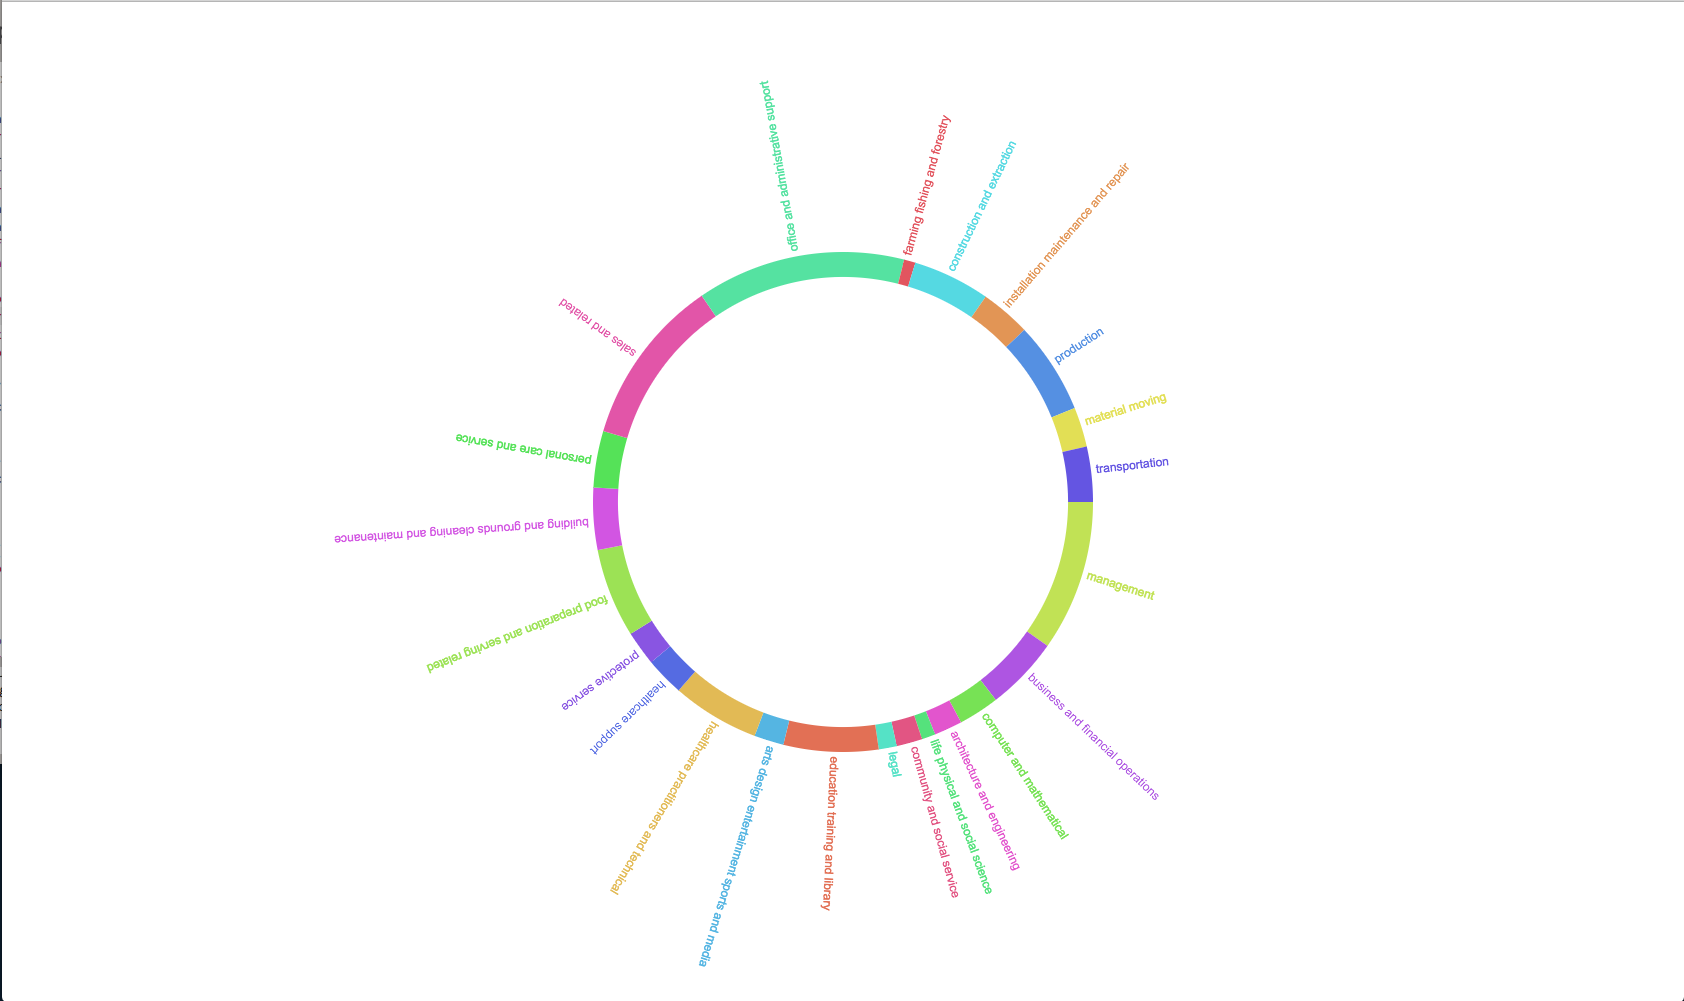 office and administrative support
farming fishing and forestry
construction and extraction
installation maintenance and repair
production
material moving
transportation
management
business and financial operations
computer and mathematical
architecture and engineering
life physical and social science
community and social service
legal
education training and library
arts design entertainment sports and media
healthcare practitioners and technical
healthcare support
protective service
food preparation and serving related
building and grounds cleaning and maintenance
personal care and service
sales and related